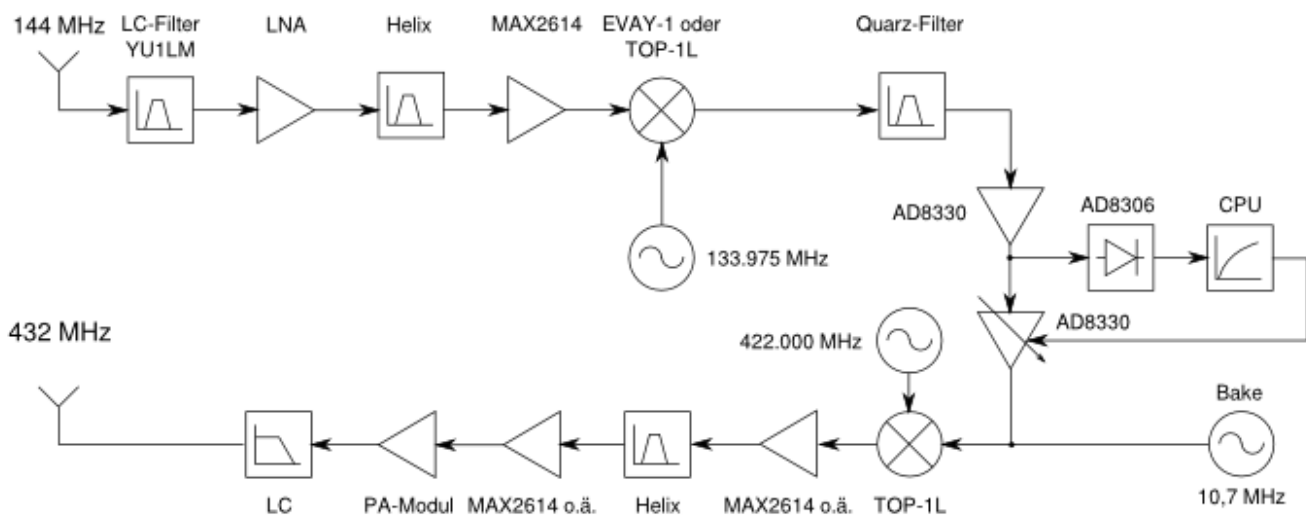 144 MHz
LC-Filter
YU1LM
LNA
Helix
MAX2614
EVAY-1 oder
TOP-1L
Quarz-Filter
133.975 MHz
AD8330
AD8306
CPU
AD8330
432 MHz
422.000 MHz
Bake
10,7 MHz
LC
PA-Modul
MAX2614 o.ä.
Helix
MAX2614 o.ä.
TOP-1L